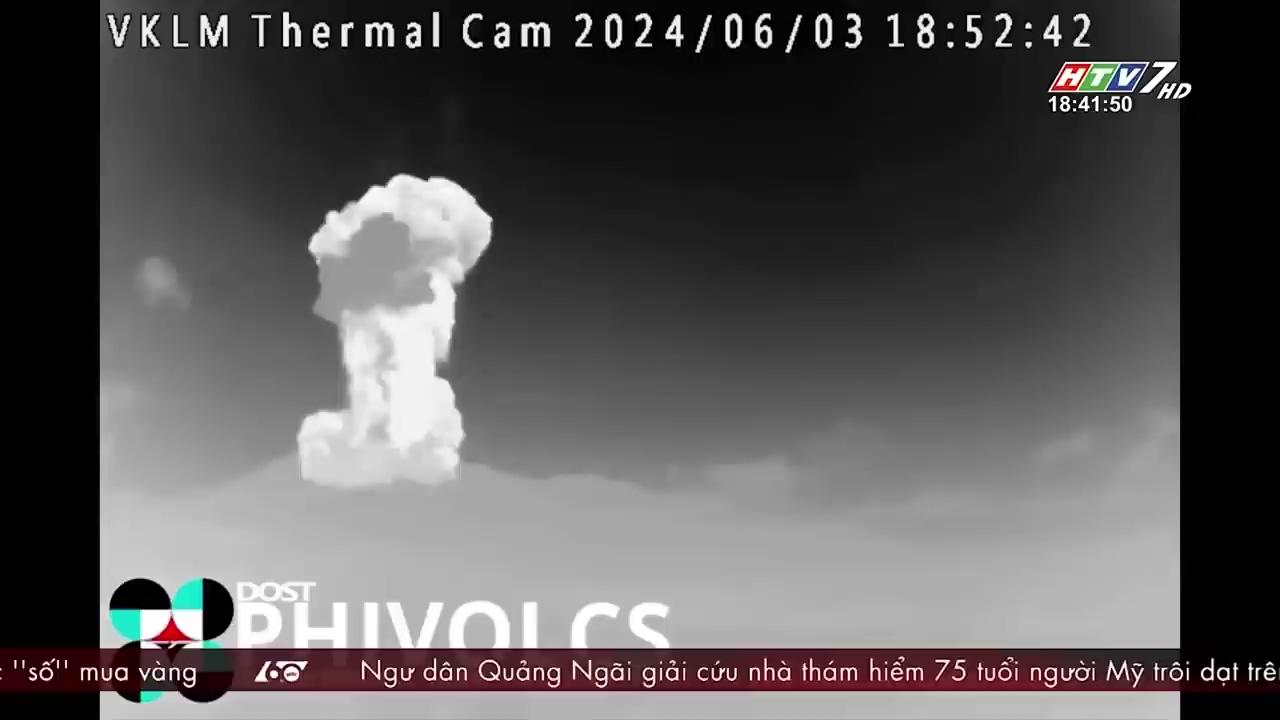 VKLM Thermal Cam 2024/06/03 18:52:42
HTV7 HD
18:41:50
DOST
PHIVOLCS
''số'' mua vàng 60 Ngư dân Quảng Ngãi giải cứu nhà thám hiểm 75 tuổi người Mỹ trôi dạt